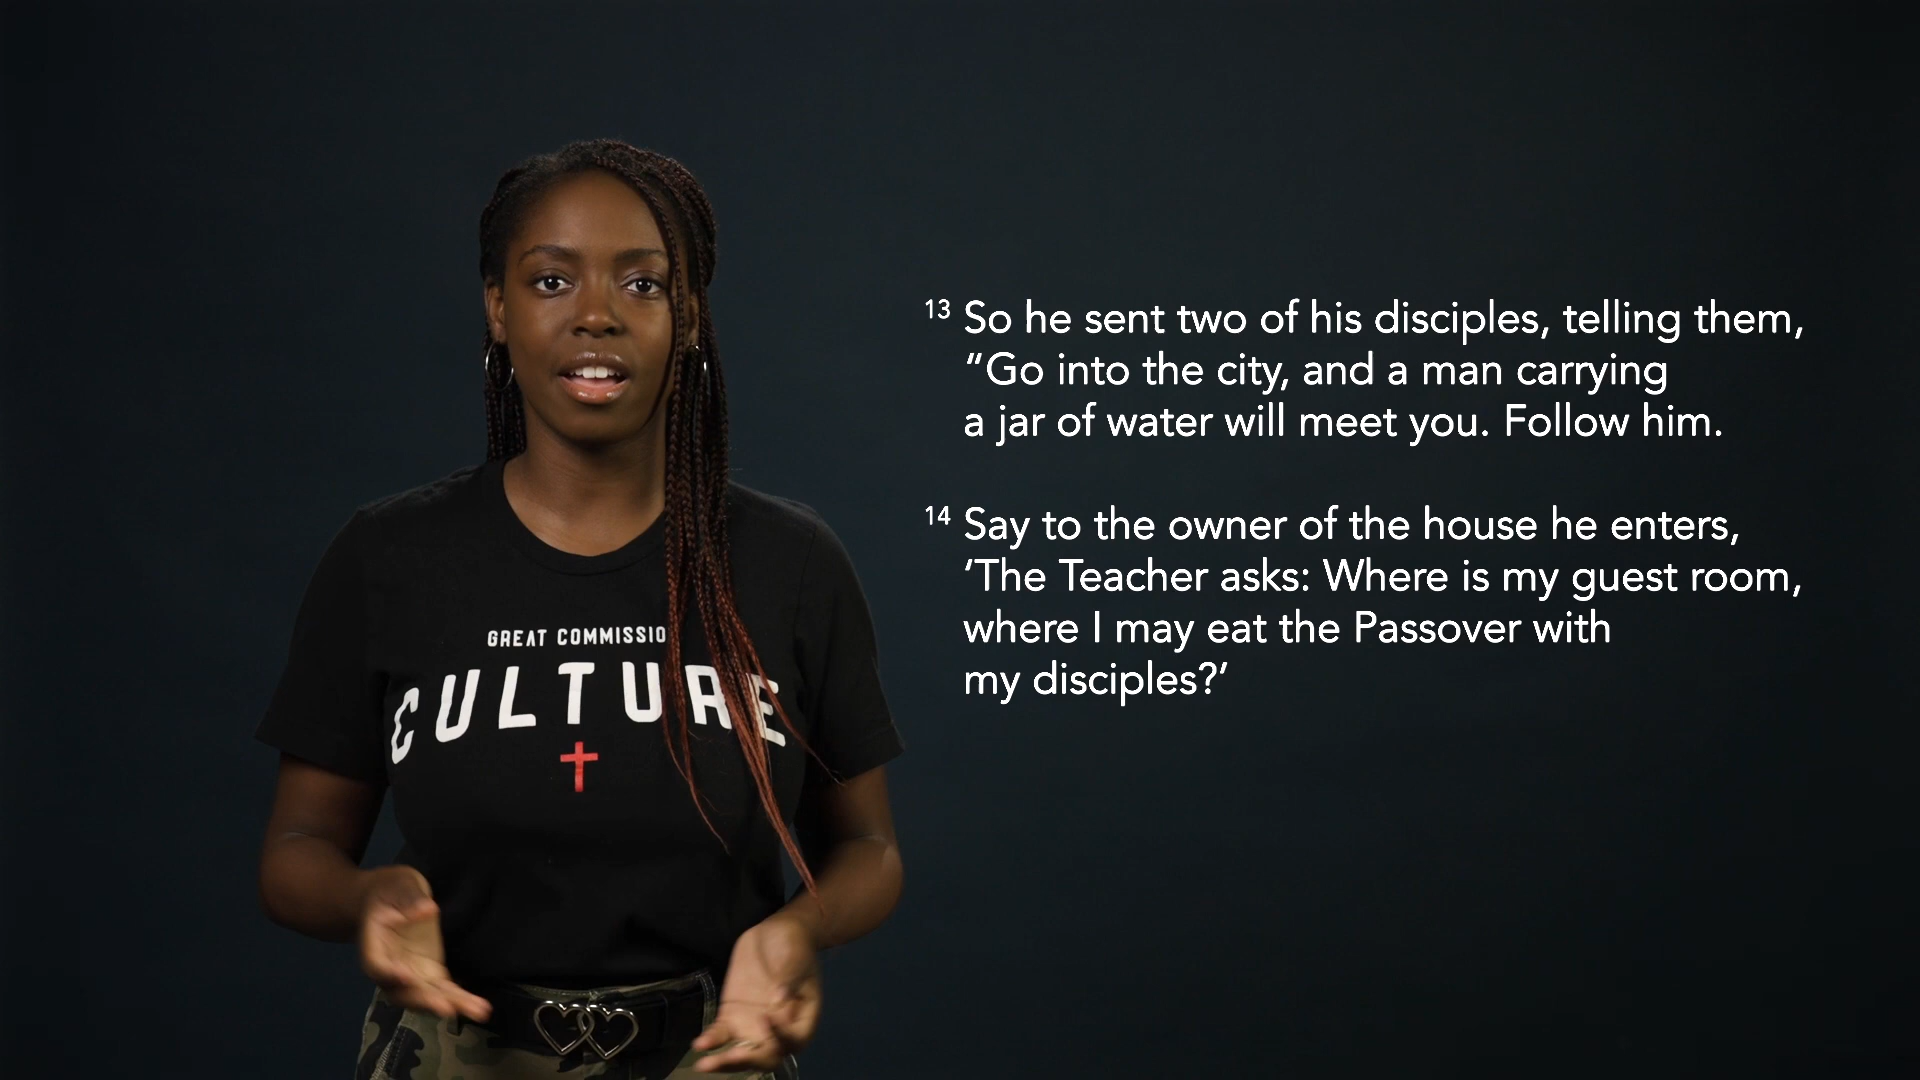 GREAT COMMISSIO
CULTURE
13 So he sent two of his disciples, telling them,
“Go into the city, and a man carrying
a jar of water will meet you. Follow him.
14 Say to the owner of the house he enters,
‘The Teacher asks: Where is my guest room,
where I may eat the Passover with
my disciples?’